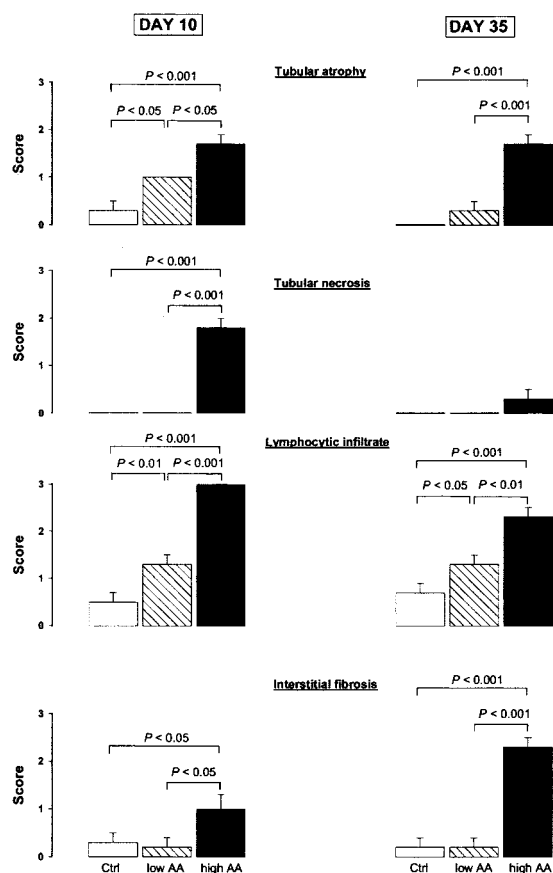 DAY 10 DAY 35
Tubular atrophy
P < 0.001 P < 0.001
P < 0.05 P < 0.05 P < 0.001
3
2
1
0
Score
Tubular necrosis
P < 0.001
P < 0.001
3
2
1
0
Score
Lymphocytic infiltrate
P < 0.001 P < 0.001
P < 0.01 P < 0.001 P < 0.05 P < 0.01
3
2
1
0
Score
Interstitial fibrosis
P < 0.001
P < 0.05 P < 0.001
P < 0.05
3
2
1
0
Score
Ctrl low AA high AA Ctrl low AA high AA